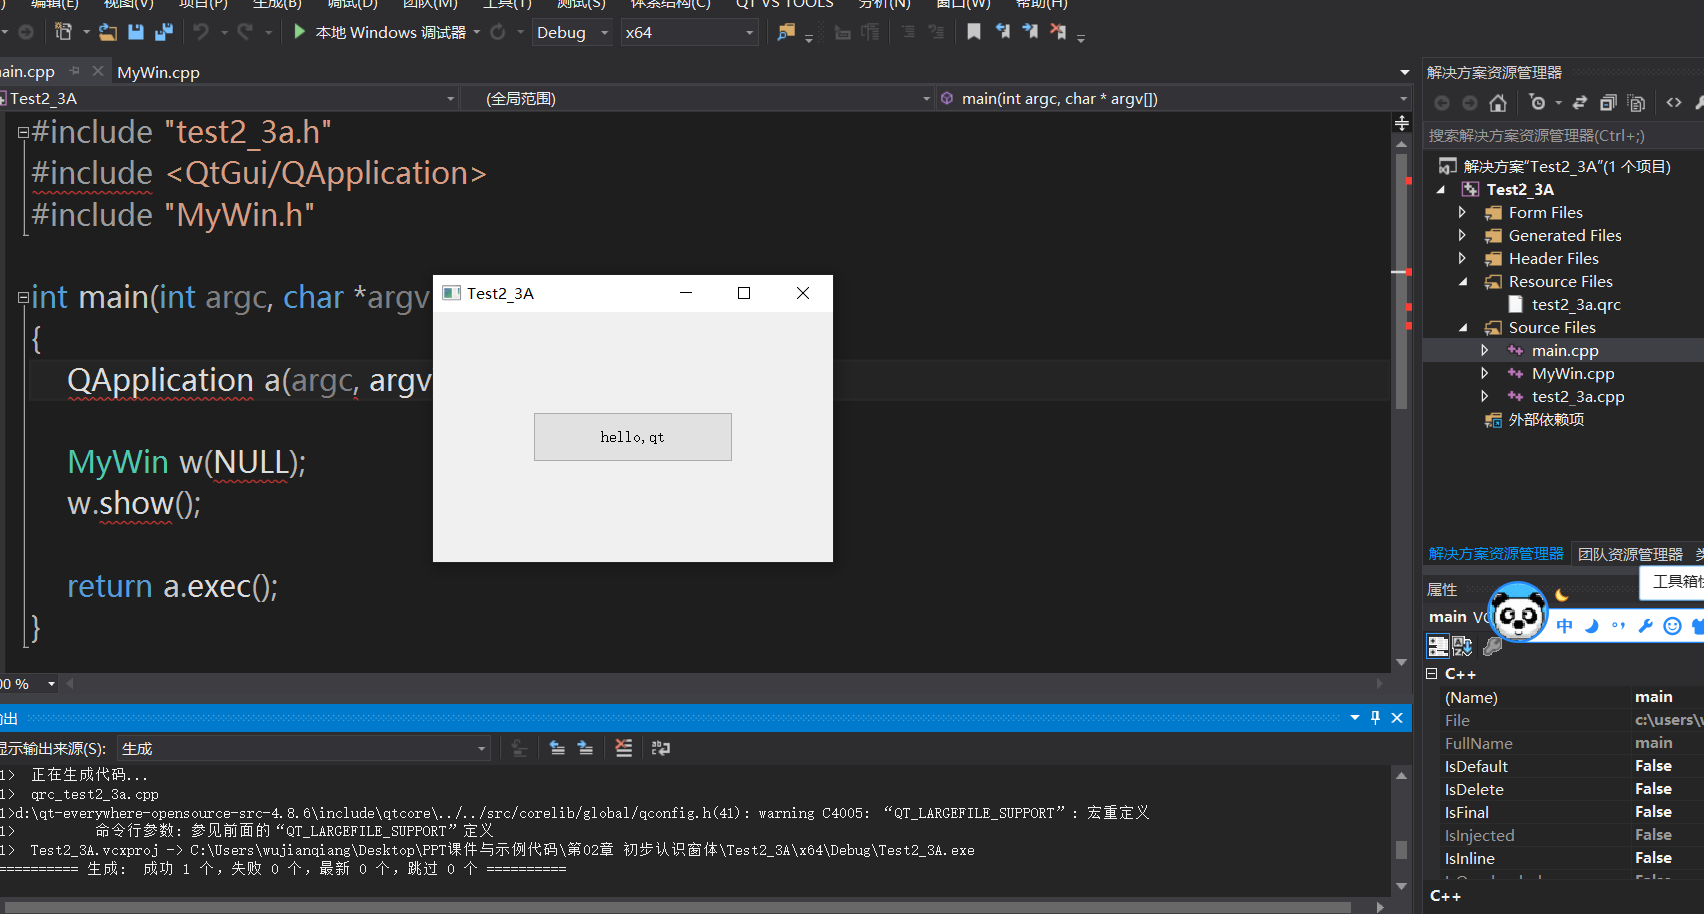 编辑(E) 视图(V) 项目(P) 生成(B) 调试(D) 团队(M) 工具(T) 测试(S) 体系结构(C) QT VS TOOLS 分析(N) 窗口(W) 帮助(H)
本地 Windows 调试器 Debug x64
ain.cpp MyWin.cpp
Test2_3A (全局范围) main(int argc, char * argv[])
#include "test2_3a.h"
#include <QtGui/QApplication>
#include "MyWin.h"
int main(int argc, char *argv
{
QApplication a(argc, argv
MyWin w(NULL);
w.show();
return a.exec();
}
Test2_3A
hello,qt
00 %
出
显示输出来源(S): 生成
1> 正在生成代码...
1> qrc_test2_3a.cpp
1>d:\qt-everywhere-opensource-src-4.8.6\include\qtcore\../../src/corelib/global/qconfig.h(41): warning C4005: “QT_LARGEFILE_SUPPORT”: 宏重定义
1> 命令行参数: 参见前面的“QT_LARGEFILE_SUPPORT”定义
1> Test2_3A.vcxproj -> C:\Users\wujianqiang\Desktop\PPT课件与示例代码\第02章 初步认识窗体\Test2_3A\x64\Debug\Test2_3A.exe
========== 生成: 成功 1 个，失败 0 个，最新 0 个，跳过 0 个 ==========
解决方案资源管理器
搜索解决方案资源管理器(Ctrl+;)
解决方案"Test2_3A"(1 个项目)
Test2_3A
Form Files
Generated Files
Header Files
Resource Files
test2_3a.qrc
Source Files
main.cpp
MyWin.cpp
test2_3a.cpp
外部依赖项
解决方案资源管理器 团队资源管理器 类
属性
工具箱
main VC
中
C++
(Name) main
File c:\users\
FullName main
IsDefault False
IsDelete False
IsFinal False
IsInjected False
IsInline False
C++